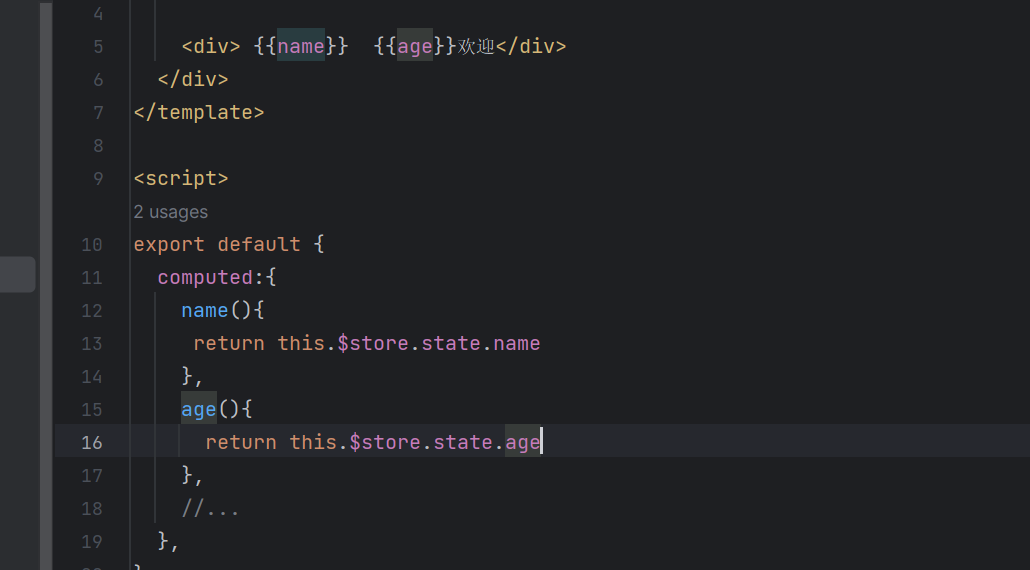 4
5 <div> {{name}}  {{age}}欢迎</div>
6 </div>
7 </template>
8
9 <script>
2 usages
10 export default {
11 computed:{
12 name(){
13 return this.$store.state.name
14 },
15 age(){
16 return this.$store.state.age
17 },
18 //...
19 },